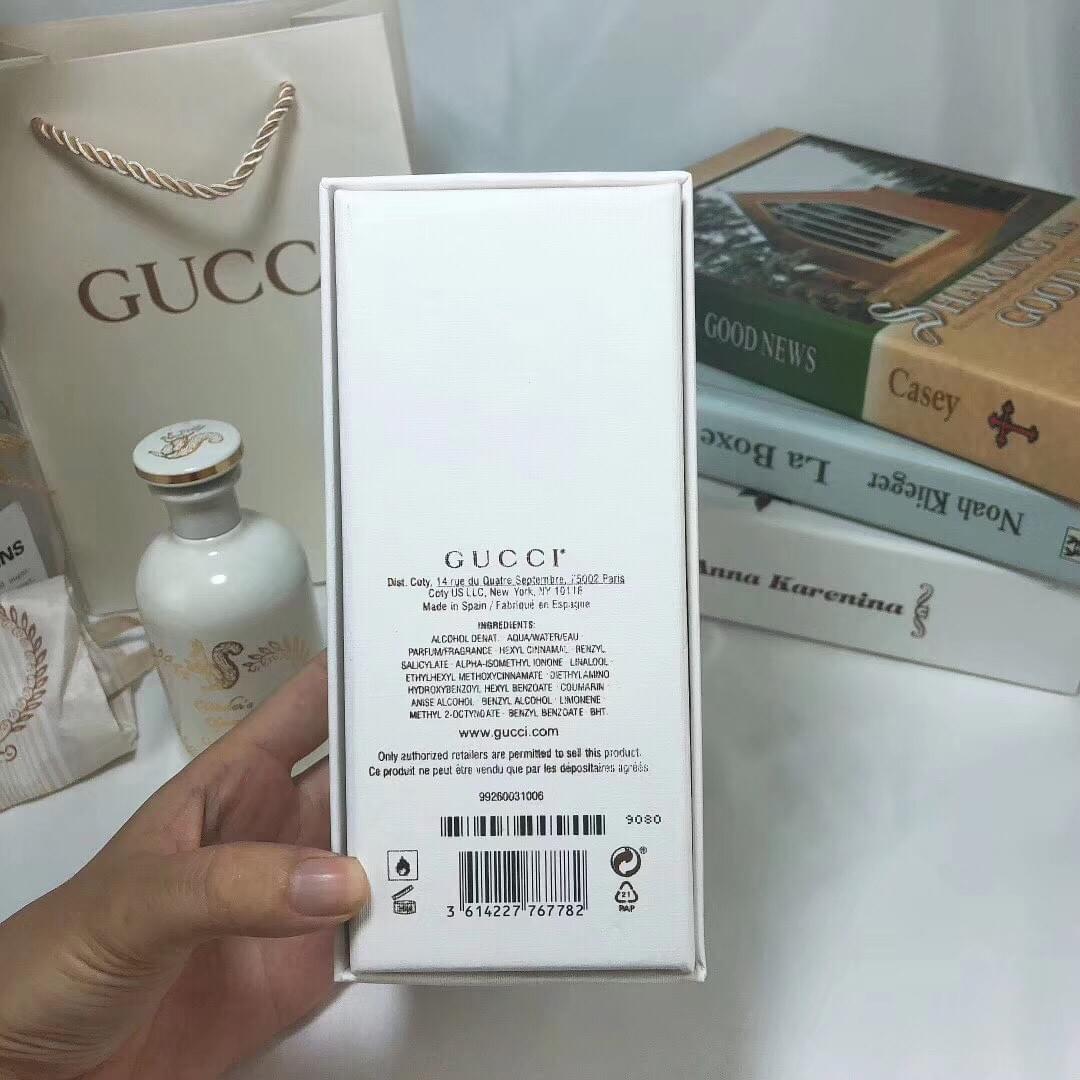 GUCC
GOOD NEWS
SHARING the
GOOD
Casey
La Boxe
Noah Klieger
Anna Karenina
NS
GUCCI
Dist. Coty, 14 rue du Quatre Septembre, 75002 Paris
Coty US LLC, New York, NY 10118
Made in Spain / Fabriqué en Espagne
INGREDIENTS:
ALCOHOL DENAT. · AQUA/WATER/EAU ·
PARFUM/FRAGRANCE · HEXYL CINNAMAL · BENZYL
SALICYLATE · ALPHA-ISOMETHYL IONONE · LINALOOL ·
ETHYLHEXYL METHOXYCINNAMATE · DIETHYLAMINO
HYDROXYBENZOYL HEXYL BENZOATE · COUMARIN ·
ANISE ALCOHOL · BENZYL ALCOHOL · LIMONENE ·
METHYL 2-OCTYNOATE · BENZYL BENZOATE · BHT.
www.gucci.com
Only authorized retailers are permitted to sell this product.
Ce produit ne peut être vendu que par les dépositaires agréés.
99260031006
9080
3 614227 767782
21
PAP